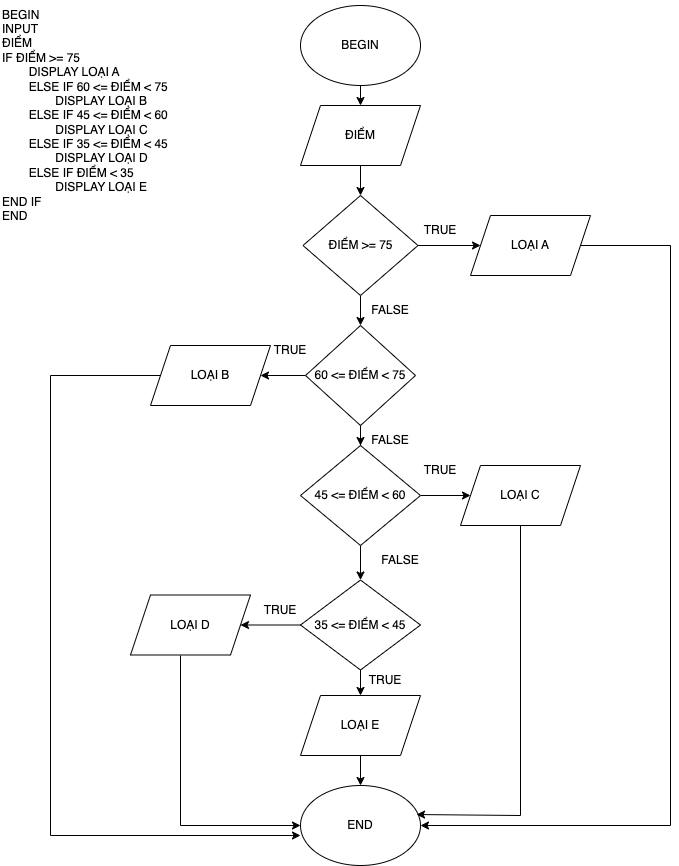 BEGIN
INPUT
ĐIỂM
IF ĐIỂM >= 75
DISPLAY LOẠI A
ELSE IF 60 <= ĐIỂM < 75
DISPLAY LOẠI B
ELSE IF 45 <= ĐIỂM < 60
DISPLAY LOẠI C
ELSE IF 35 <= ĐIỂM < 45
DISPLAY LOẠI D
ELSE IF ĐIỂM < 35
DISPLAY LOẠI E
END IF
END
BEGIN
ĐIỂM
ĐIỂM >= 75
TRUE
LOẠI A
FALSE
60 <= ĐIỂM < 75
TRUE
LOẠI B
FALSE
45 <= ĐIỂM < 60
TRUE
LOẠI C
FALSE
35 <= ĐIỂM < 45
TRUE
LOẠI D
TRUE
LOẠI E
END